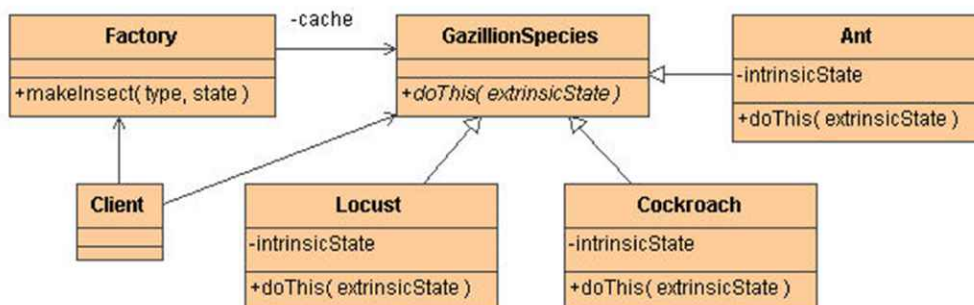 Factory
+makeInsect( type, state )
-cache
GazillionSpecies
+doThis( extrinsicState )
Ant
-intrinsicState
+doThis( extrinsicState )
Client
Locust
-intrinsicState
+doThis( extrinsicState )
Cockroach
-intrinsicState
+doThis( extrinsicState )